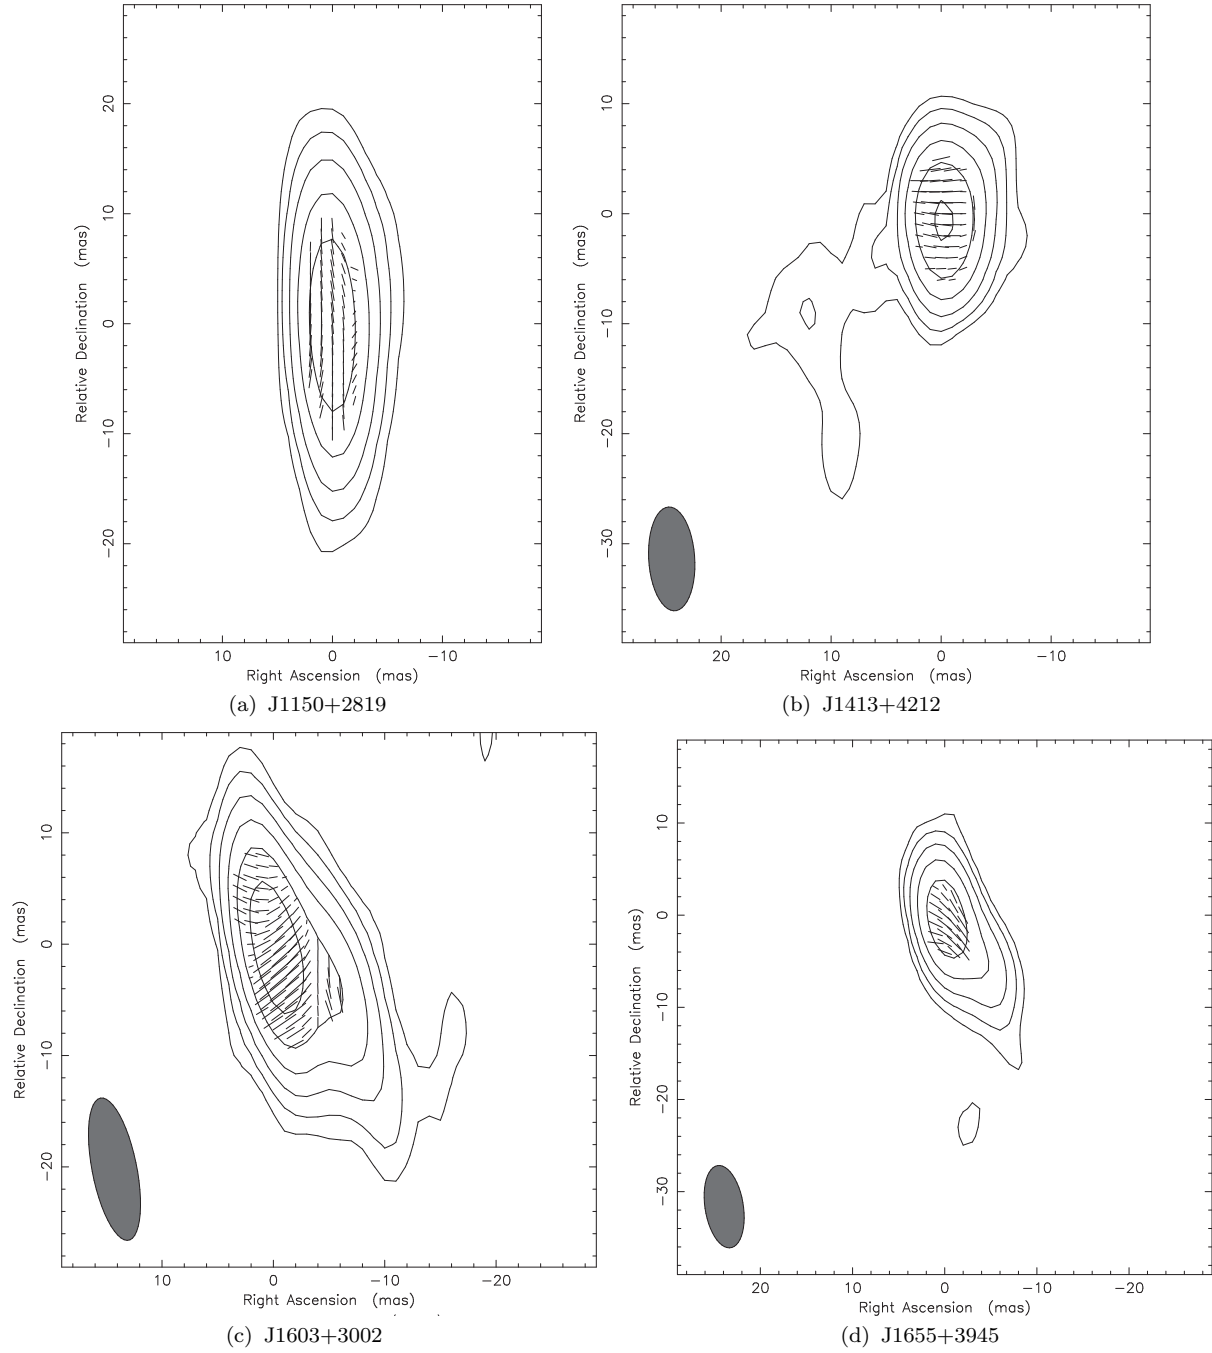 20
10
0
−10
−20
Relative Declination (mas)
10 0 −10
Right Ascension (mas)
(a) J1150+2819
10
0
−10
−20
−30
Relative Declination (mas)
20 10 0 −10
Right Ascension (mas)
(b) J1413+4212
10
0
−10
−20
Relative Declination (mas)
10 0 −10 −20
Right Ascension (mas)
(c) J1603+3002
10
0
−10
−20
−30
Relative Declination (mas)
20 10 0 −10 −20
Right Ascension (mas)
(d) J1655+3945